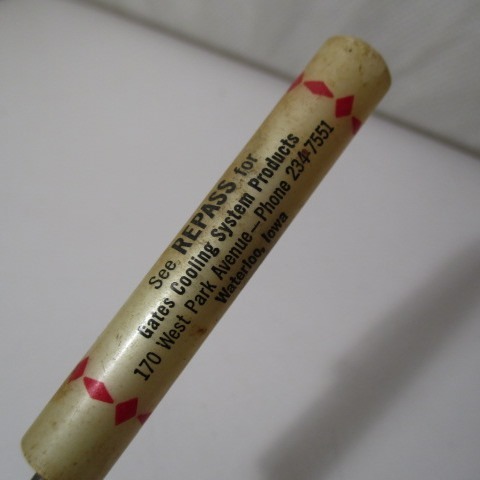 See REPASS for
Gates Cooling System Products
170 West Park Avenue—Phone 234-7551
Waterloo, Iowa